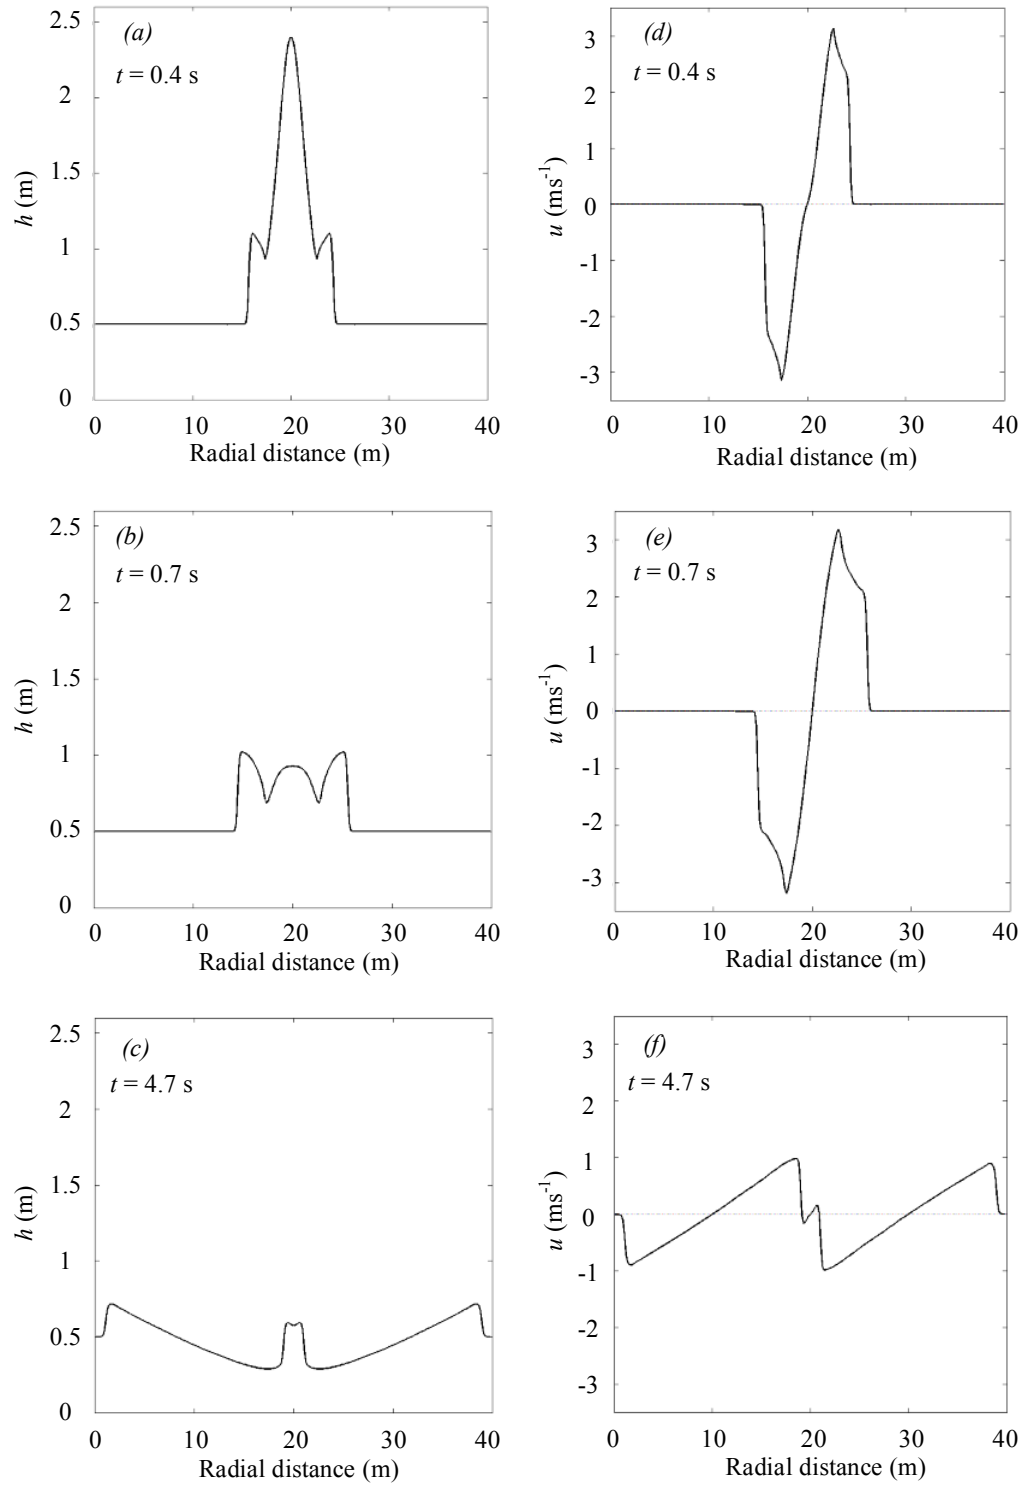 (a)
t = 0.4 s
2.5
2
1.5
1
0.5
0
h (m)
0 10 20 30 40
Radial distance (m)
(d)
t = 0.4 s
3
2
1
0
-1
-2
-3
u (ms-1)
0 10 20 30 40
Radial distance (m)
(b)
t = 0.7 s
2.5
2
1.5
1
0.5
0
h (m)
0 10 20 30 40
Radial distance (m)
(e)
t = 0.7 s
3
2
1
0
-1
-2
-3
u (ms-1)
0 10 20 30 40
Radial distance (m)
(c)
t = 4.7 s
2.5
2
1.5
1
0.5
0
h (m)
0 10 20 30 40
Radial distance (m)
(f)
t = 4.7 s
3
2
1
0
-1
-2
-3
u (ms-1)
0 10 20 30 40
Radial distance (m)